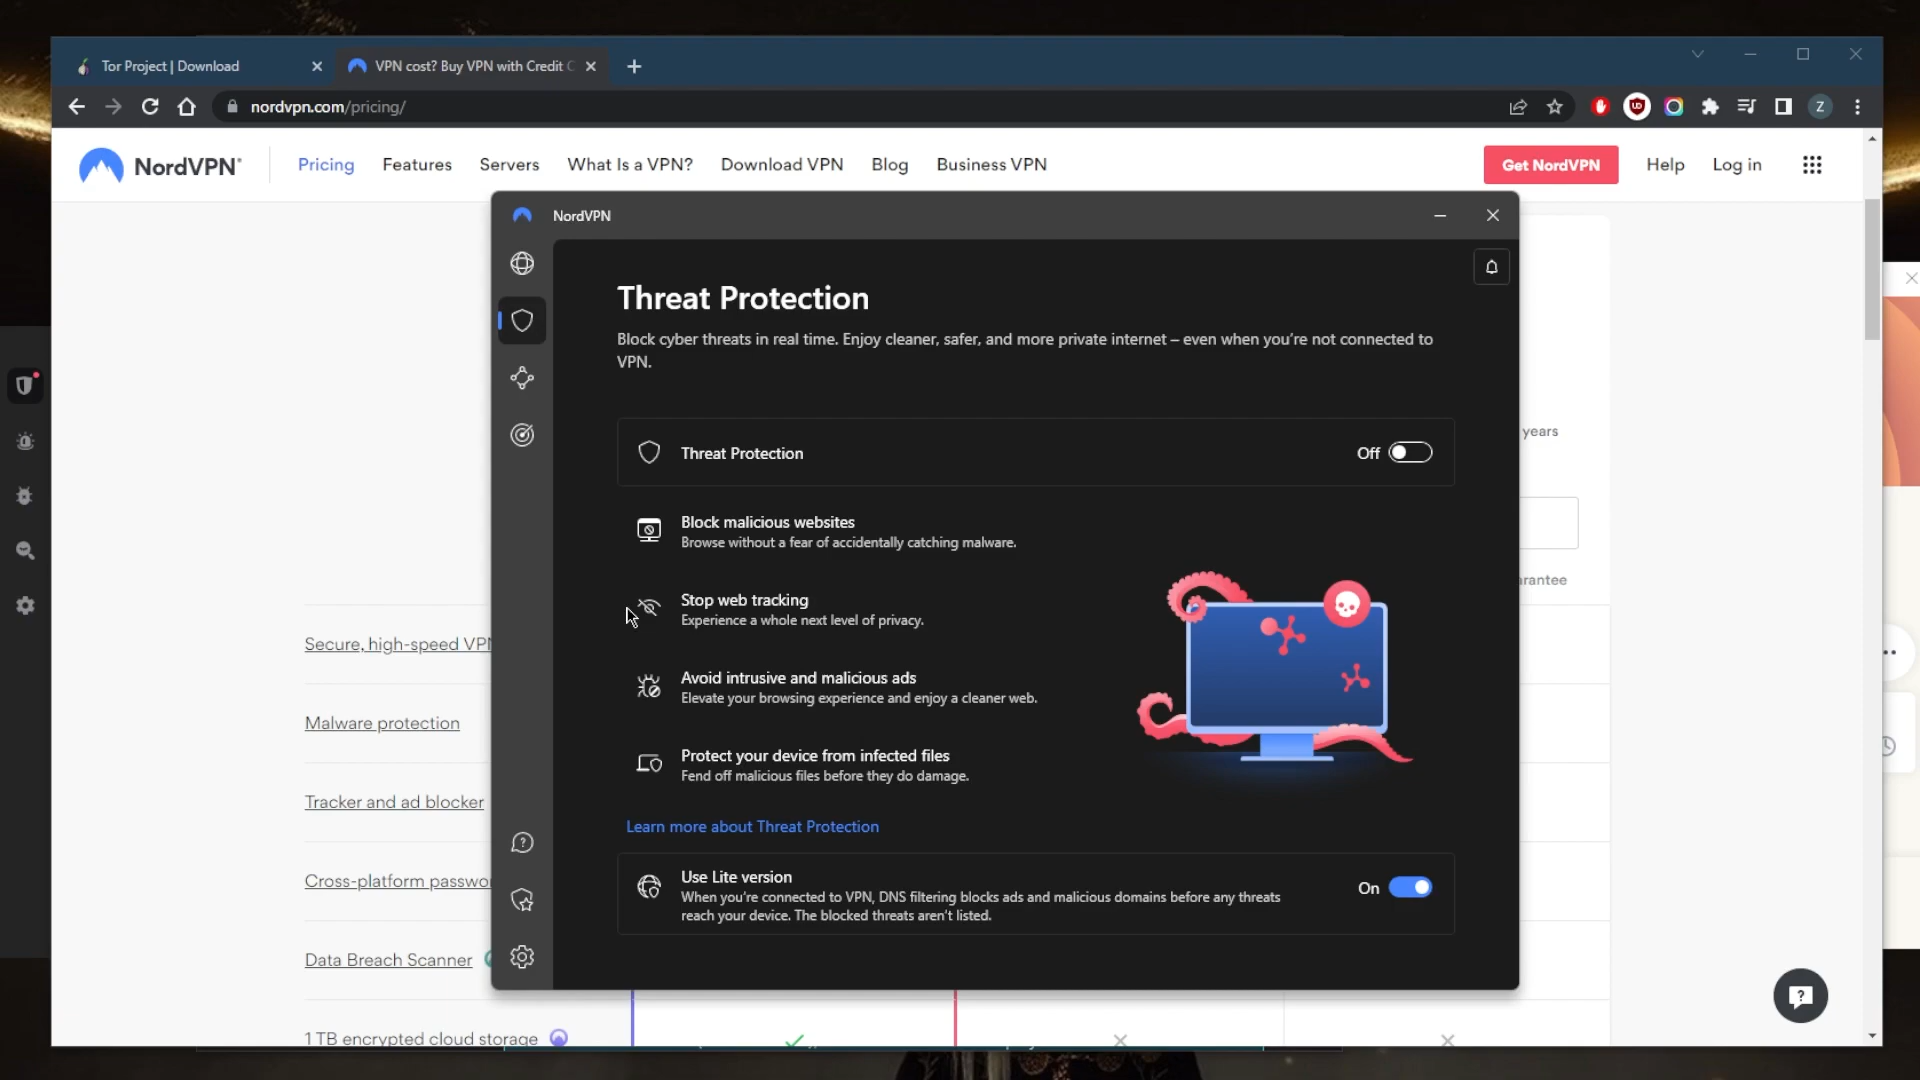 Tor Project | Download
VPN cost? Buy VPN with Credit C
nordvpn.com/pricing/
Z
NordVPN®
Pricing
Features
Servers
What Is a VPN?
Download VPN
Blog
Business VPN
Get NordVPN
Help
Log in
NordVPN
Threat Protection
Block cyber threats in real time. Enjoy cleaner, safer, and more private internet – even when you're not connected to
VPN.
Threat Protection
Off
years
Block malicious websites
Browse without a fear of accidentally catching malware.
Stop web tracking
Experience a whole next level of privacy.
Avoid intrusive and malicious ads
Elevate your browsing experience and enjoy a cleaner web.
Protect your device from infected files
Fend off malicious files before they do damage.
Learn more about Threat Protection
Use Lite version
When you're connected to VPN, DNS filtering blocks ads and malicious domains before any threats
reach your device. The blocked threats aren't listed.
On
Secure, high-speed VPN
Malware protection
Tracker and ad blocker
Cross-platform passwo
Data Breach Scanner
1 TB encrypted cloud storage